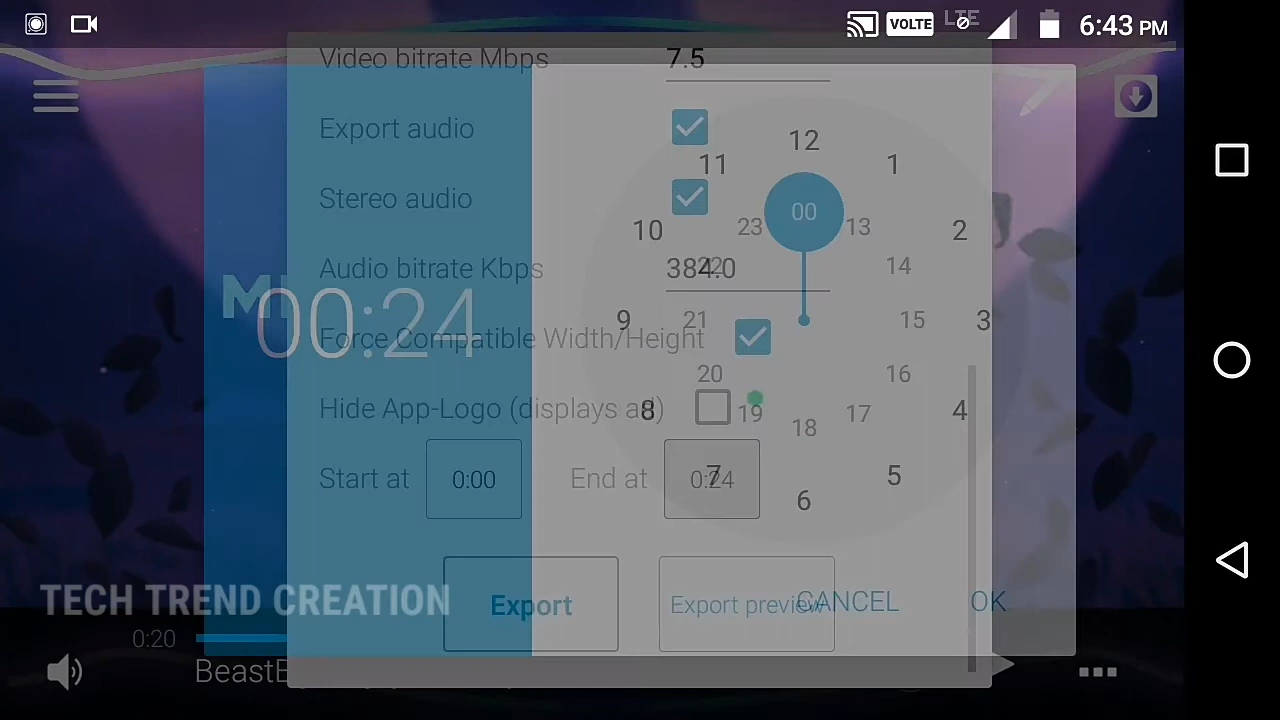 VOLTE LTE 6:43 PM
Video bitrate Mbps 7.5
Export audio
Stereo audio
Audio bitrate Kbps 384.0
Force Compatible Width/Height
Hide App-Logo (displays ad)
Start at 0:00 End at 0:24
Export Export preview
00:24
12
11 1
00
10 23 13 2
22 14
9 21 15 3
20 16
8 19 17 4
18
7 5
6
CANCEL OK
TECH TREND CREATION
0:20